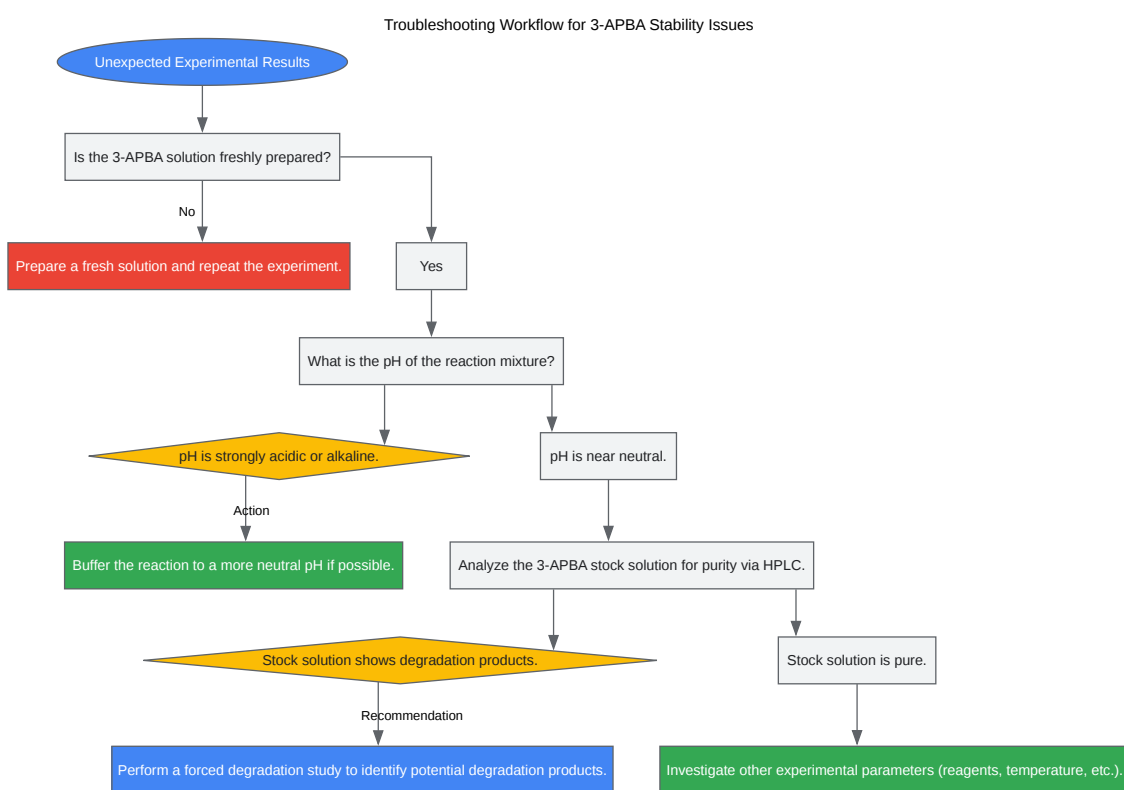 Troubleshooting Workflow for 3-APBA Stability Issues
Unexpected Experimental Results
Is the 3-APBA solution freshly prepared?
No
Prepare a fresh solution and repeat the experiment.
Yes
What is the pH of the reaction mixture?
pH is strongly acidic or alkaline.
pH is near neutral.
Action
Buffer the reaction to a more neutral pH if possible.
Analyze the 3-APBA stock solution for purity via HPLC.
Stock solution shows degradation products.
Stock solution is pure.
Recommendation
Perform a forced degradation study to identify potential degradation products.
Investigate other experimental parameters (reagents, temperature, etc.).